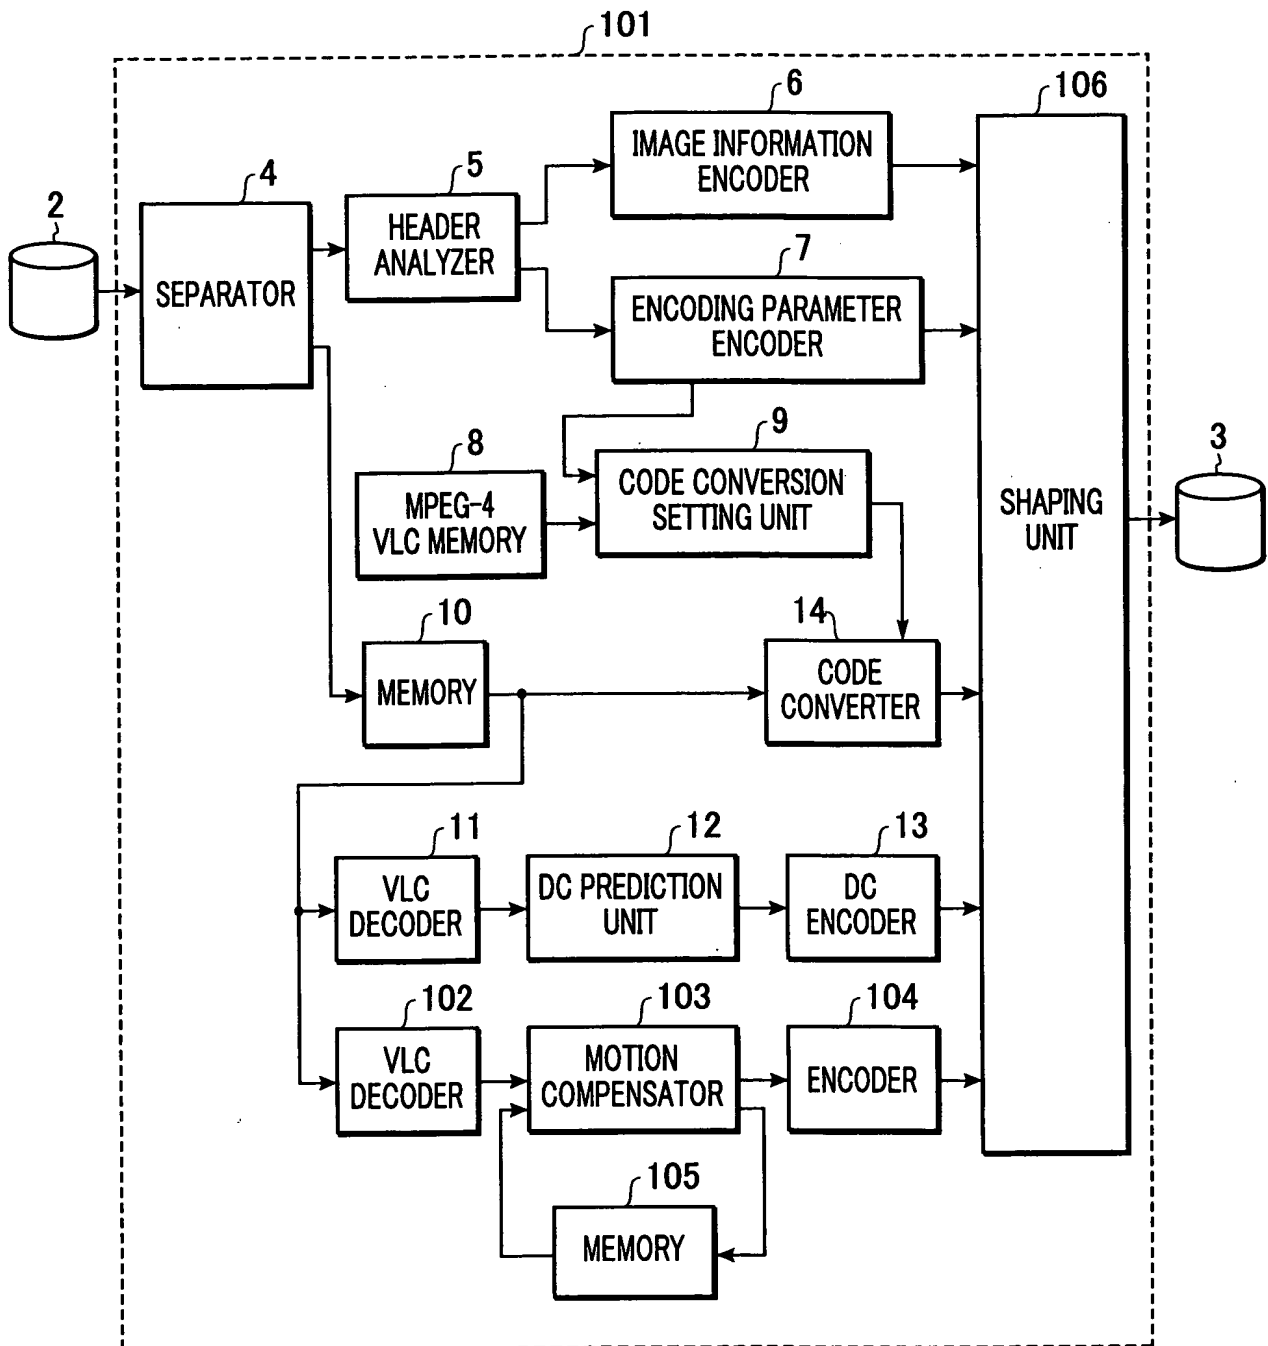 101
6
106
IMAGE INFORMATION
ENCODER
4
5
2
HEADER
ANALYZER
7
SEPARATOR
ENCODING PARAMETER
ENCODER
8
9
3
MPEG-4
VLC MEMORY
CODE CONVERSION
SETTING UNIT
SHAPING
UNIT
10
14
MEMORY
CODE
CONVERTER
11
12
13
VLC
DECODER
DC PREDICTION
UNIT
DC
ENCODER
102
103
104
VLC
DECODER
MOTION
COMPENSATOR
ENCODER
105
MEMORY